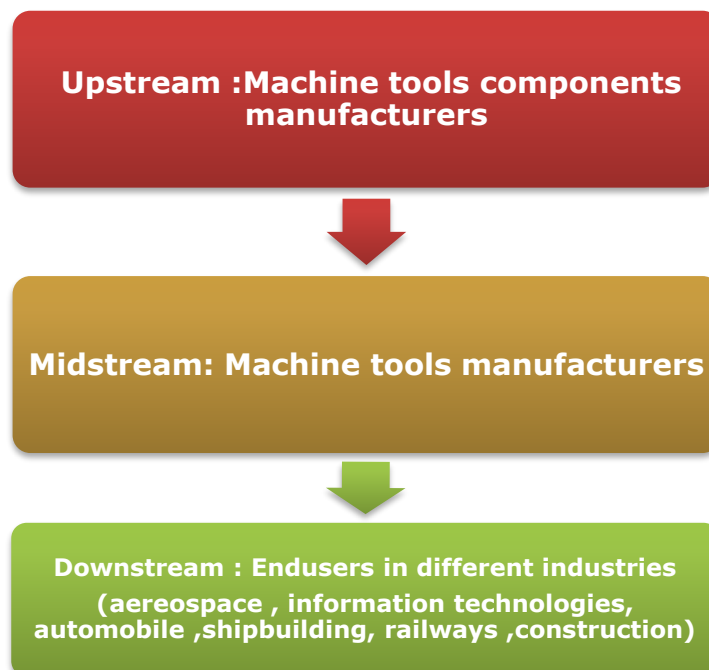 Upstream :Machine tools components
manufacturers
Midstream: Machine tools manufacturers
Downstream : Endusers in different industries
(aereospace , information technologies,
automobile ,shipbuilding, railways ,construction)